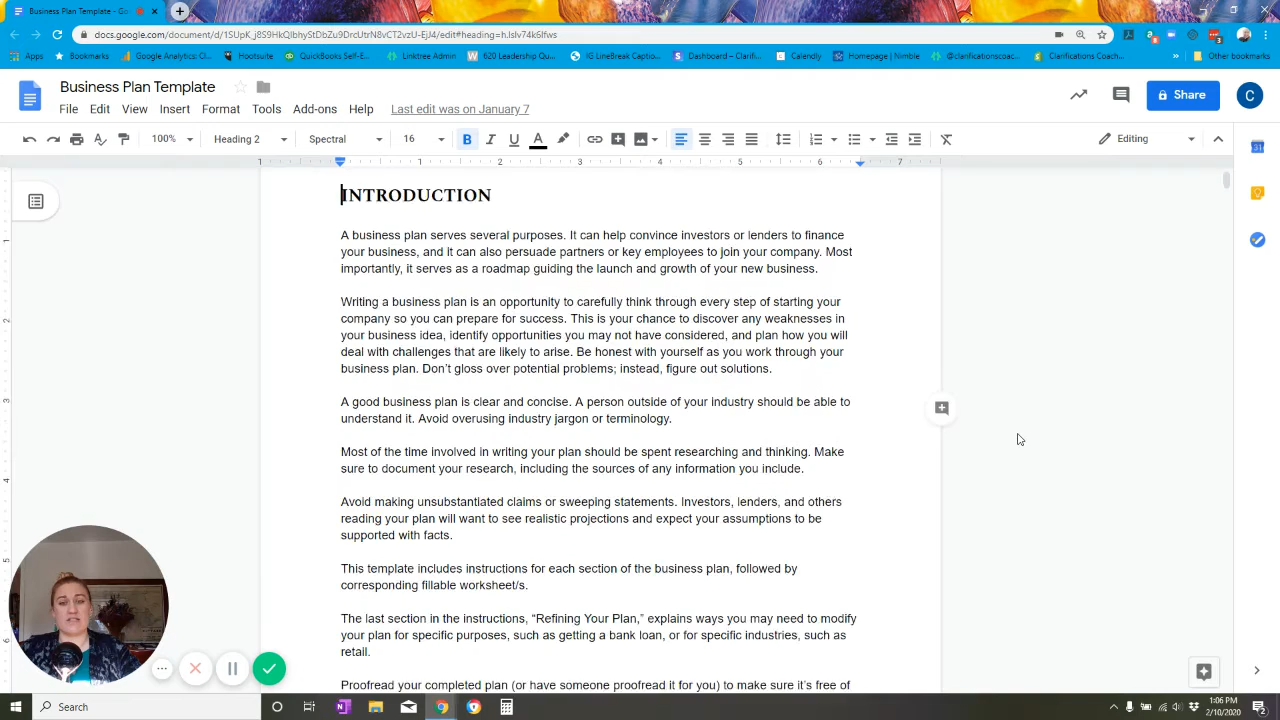 Business Plan Template - Go
docs.google.com/document/d/1SUpK_j8S9HkQIbhyStDbZu9DrcUtrN8vCT2vzU-EjJ4/edit#heading=h.lslv74k6lfws
Apps Bookmarks Google Analytics: Ol... Hootsuite QuickBooks Self-E... Linktree Admin 620 Leadership Qu... IG LineBreak Captio... Dashboard – Clarifi... Calendly Homepage | Nimble @clarificationscoac... Clarifications Coach... » Other bookmarks
Business Plan Template
File Edit View Insert Format Tools Add-ons Help Last edit was on January 7
Share
C
100% Heading 2 Spectral 16 B I U A Editing
1 1 2 3 4 5 6 7
INTRODUCTION
A business plan serves several purposes. It can help convince investors or lenders to finance
your business, and it can also persuade partners or key employees to join your company. Most
importantly, it serves as a roadmap guiding the launch and growth of your new business.
Writing a business plan is an opportunity to carefully think through every step of starting your
company so you can prepare for success. This is your chance to discover any weaknesses in
your business idea, identify opportunities you may not have considered, and plan how you will
deal with challenges that are likely to arise. Be honest with yourself as you work through your
business plan. Don’t gloss over potential problems; instead, figure out solutions.
A good business plan is clear and concise. A person outside of your industry should be able to
understand it. Avoid overusing industry jargon or terminology.
Most of the time involved in writing your plan should be spent researching and thinking. Make
sure to document your research, including the sources of any information you include.
Avoid making unsubstantiated claims or sweeping statements. Investors, lenders, and others
reading your plan will want to see realistic projections and expect your assumptions to be
supported with facts.
This template includes instructions for each section of the business plan, followed by
corresponding fillable worksheet/s.
The last section in the instructions, “Refining Your Plan,” explains ways you may need to modify
your plan for specific purposes, such as getting a bank loan, or for specific industries, such as
retail.
Proofread your completed plan (or have someone proofread it for you) to make sure it’s free of
Search
1:06 PM
2/10/2020